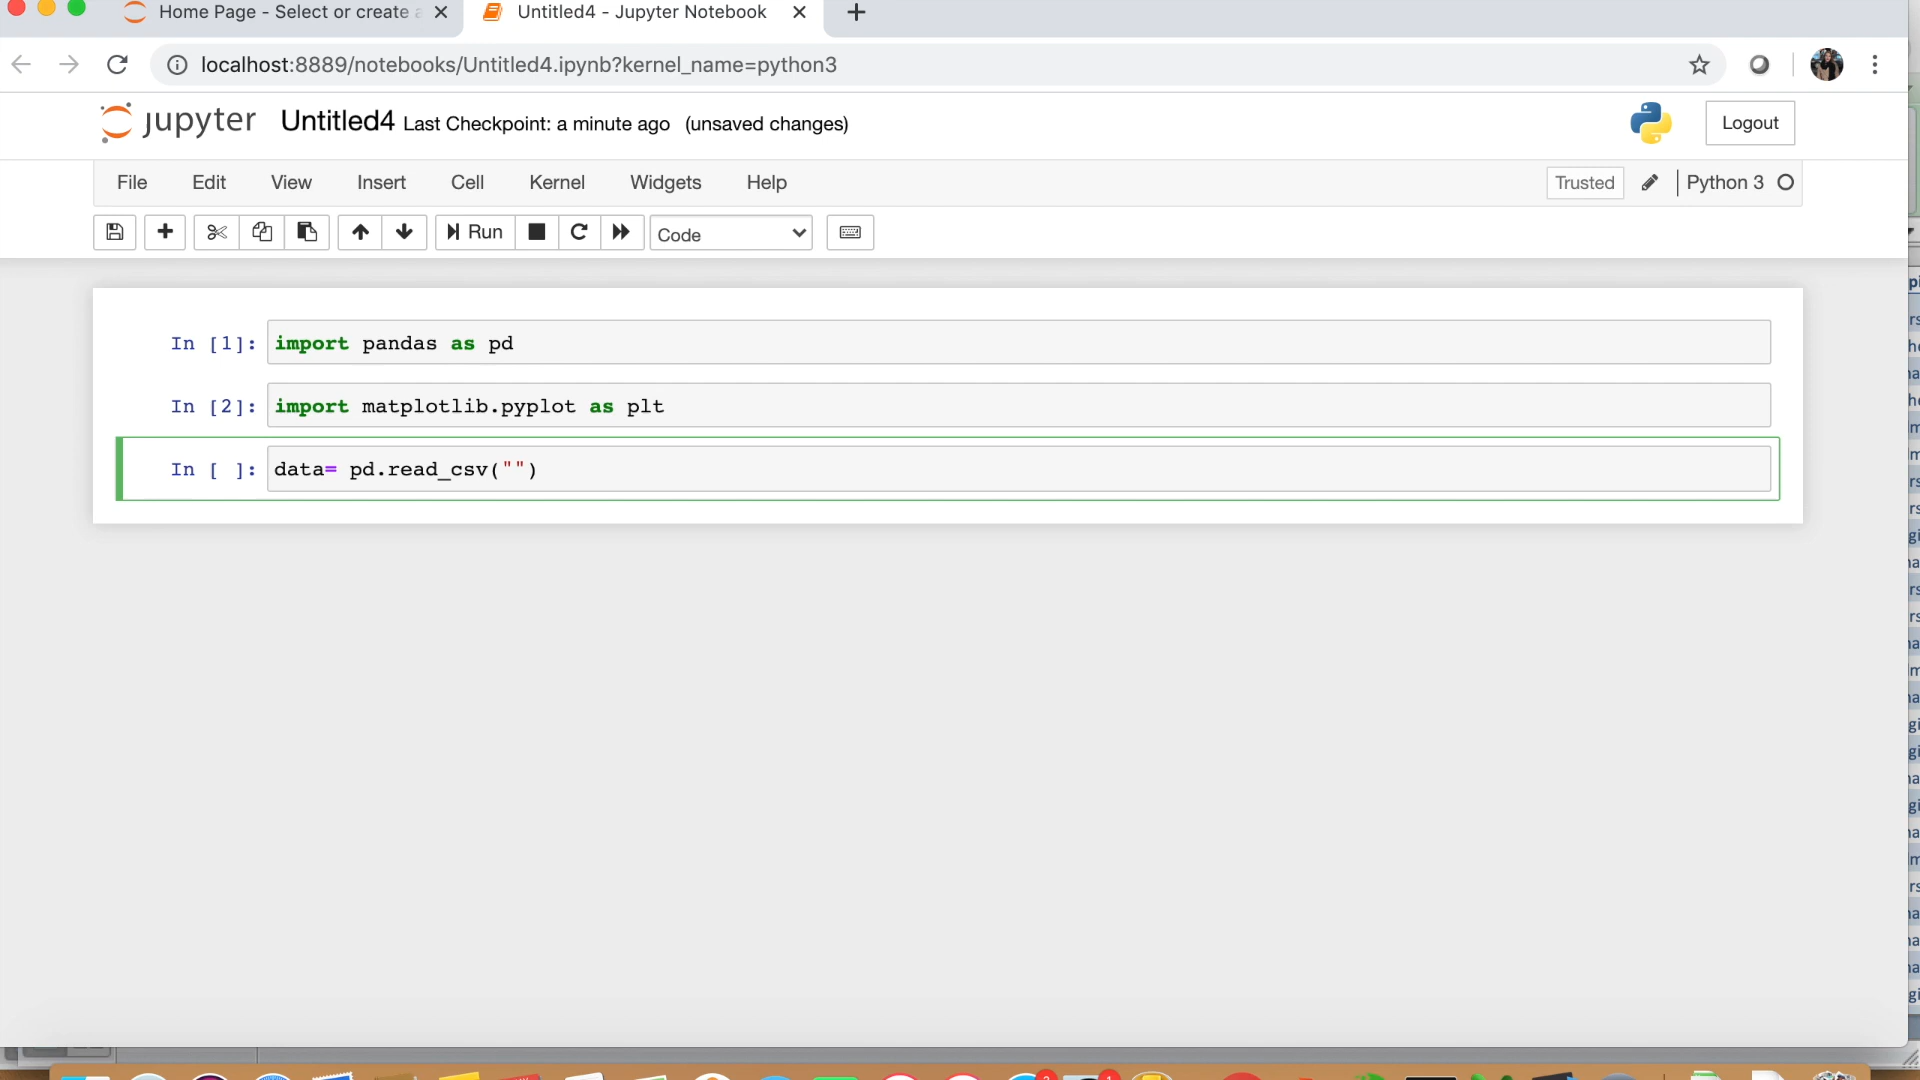 Home Page - Select or create a
Untitled4 - Jupyter Notebook
localhost:8889/notebooks/Untitled4.ipynb?kernel_name=python3
jupyter Untitled4 Last Checkpoint: a minute ago (unsaved changes)
Logout
File Edit View Insert Cell Kernel Widgets Help
Trusted Python 3
Run Code
In [1]: import pandas as pd
In [2]: import matplotlib.pyplot as plt
In [ ]: data= pd.read_csv("")